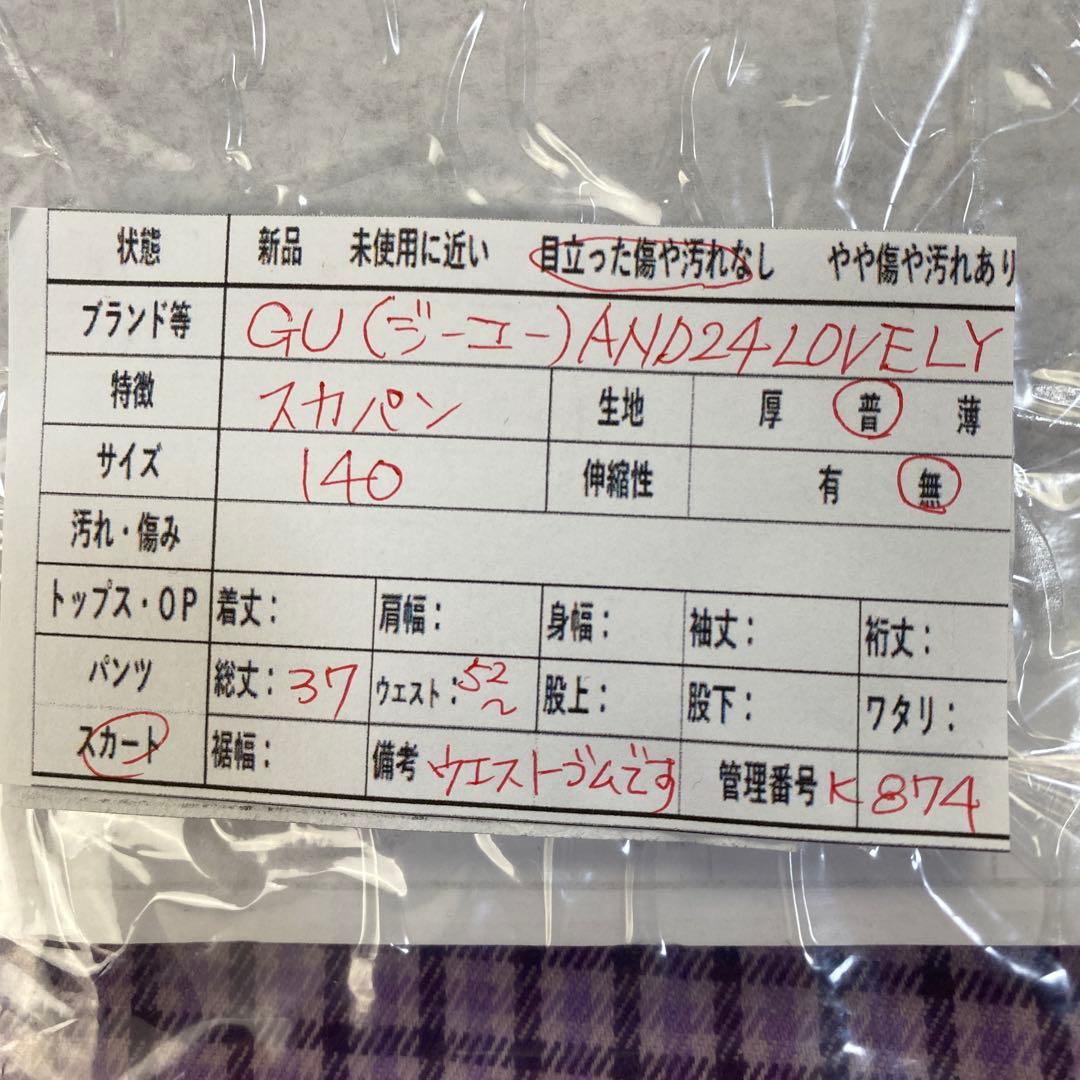 状態 新品 未使用に近い 目立った傷や汚れなし やや傷や汚れあり
ブランド等 GU(ジーユー)AND24LOVELY
特徴 スカパン 生地 厚 普 薄
サイズ 140 伸縮性 有 無
汚れ・傷み
トップス・OP 着丈: 肩幅: 身幅: 袖丈: 裄丈:
パンツ 総丈:37 ウエスト:52~ 股上: 股下: ワタリ:
スカート 裾幅: 備考 ウエストゴムです 管理番号 K 874